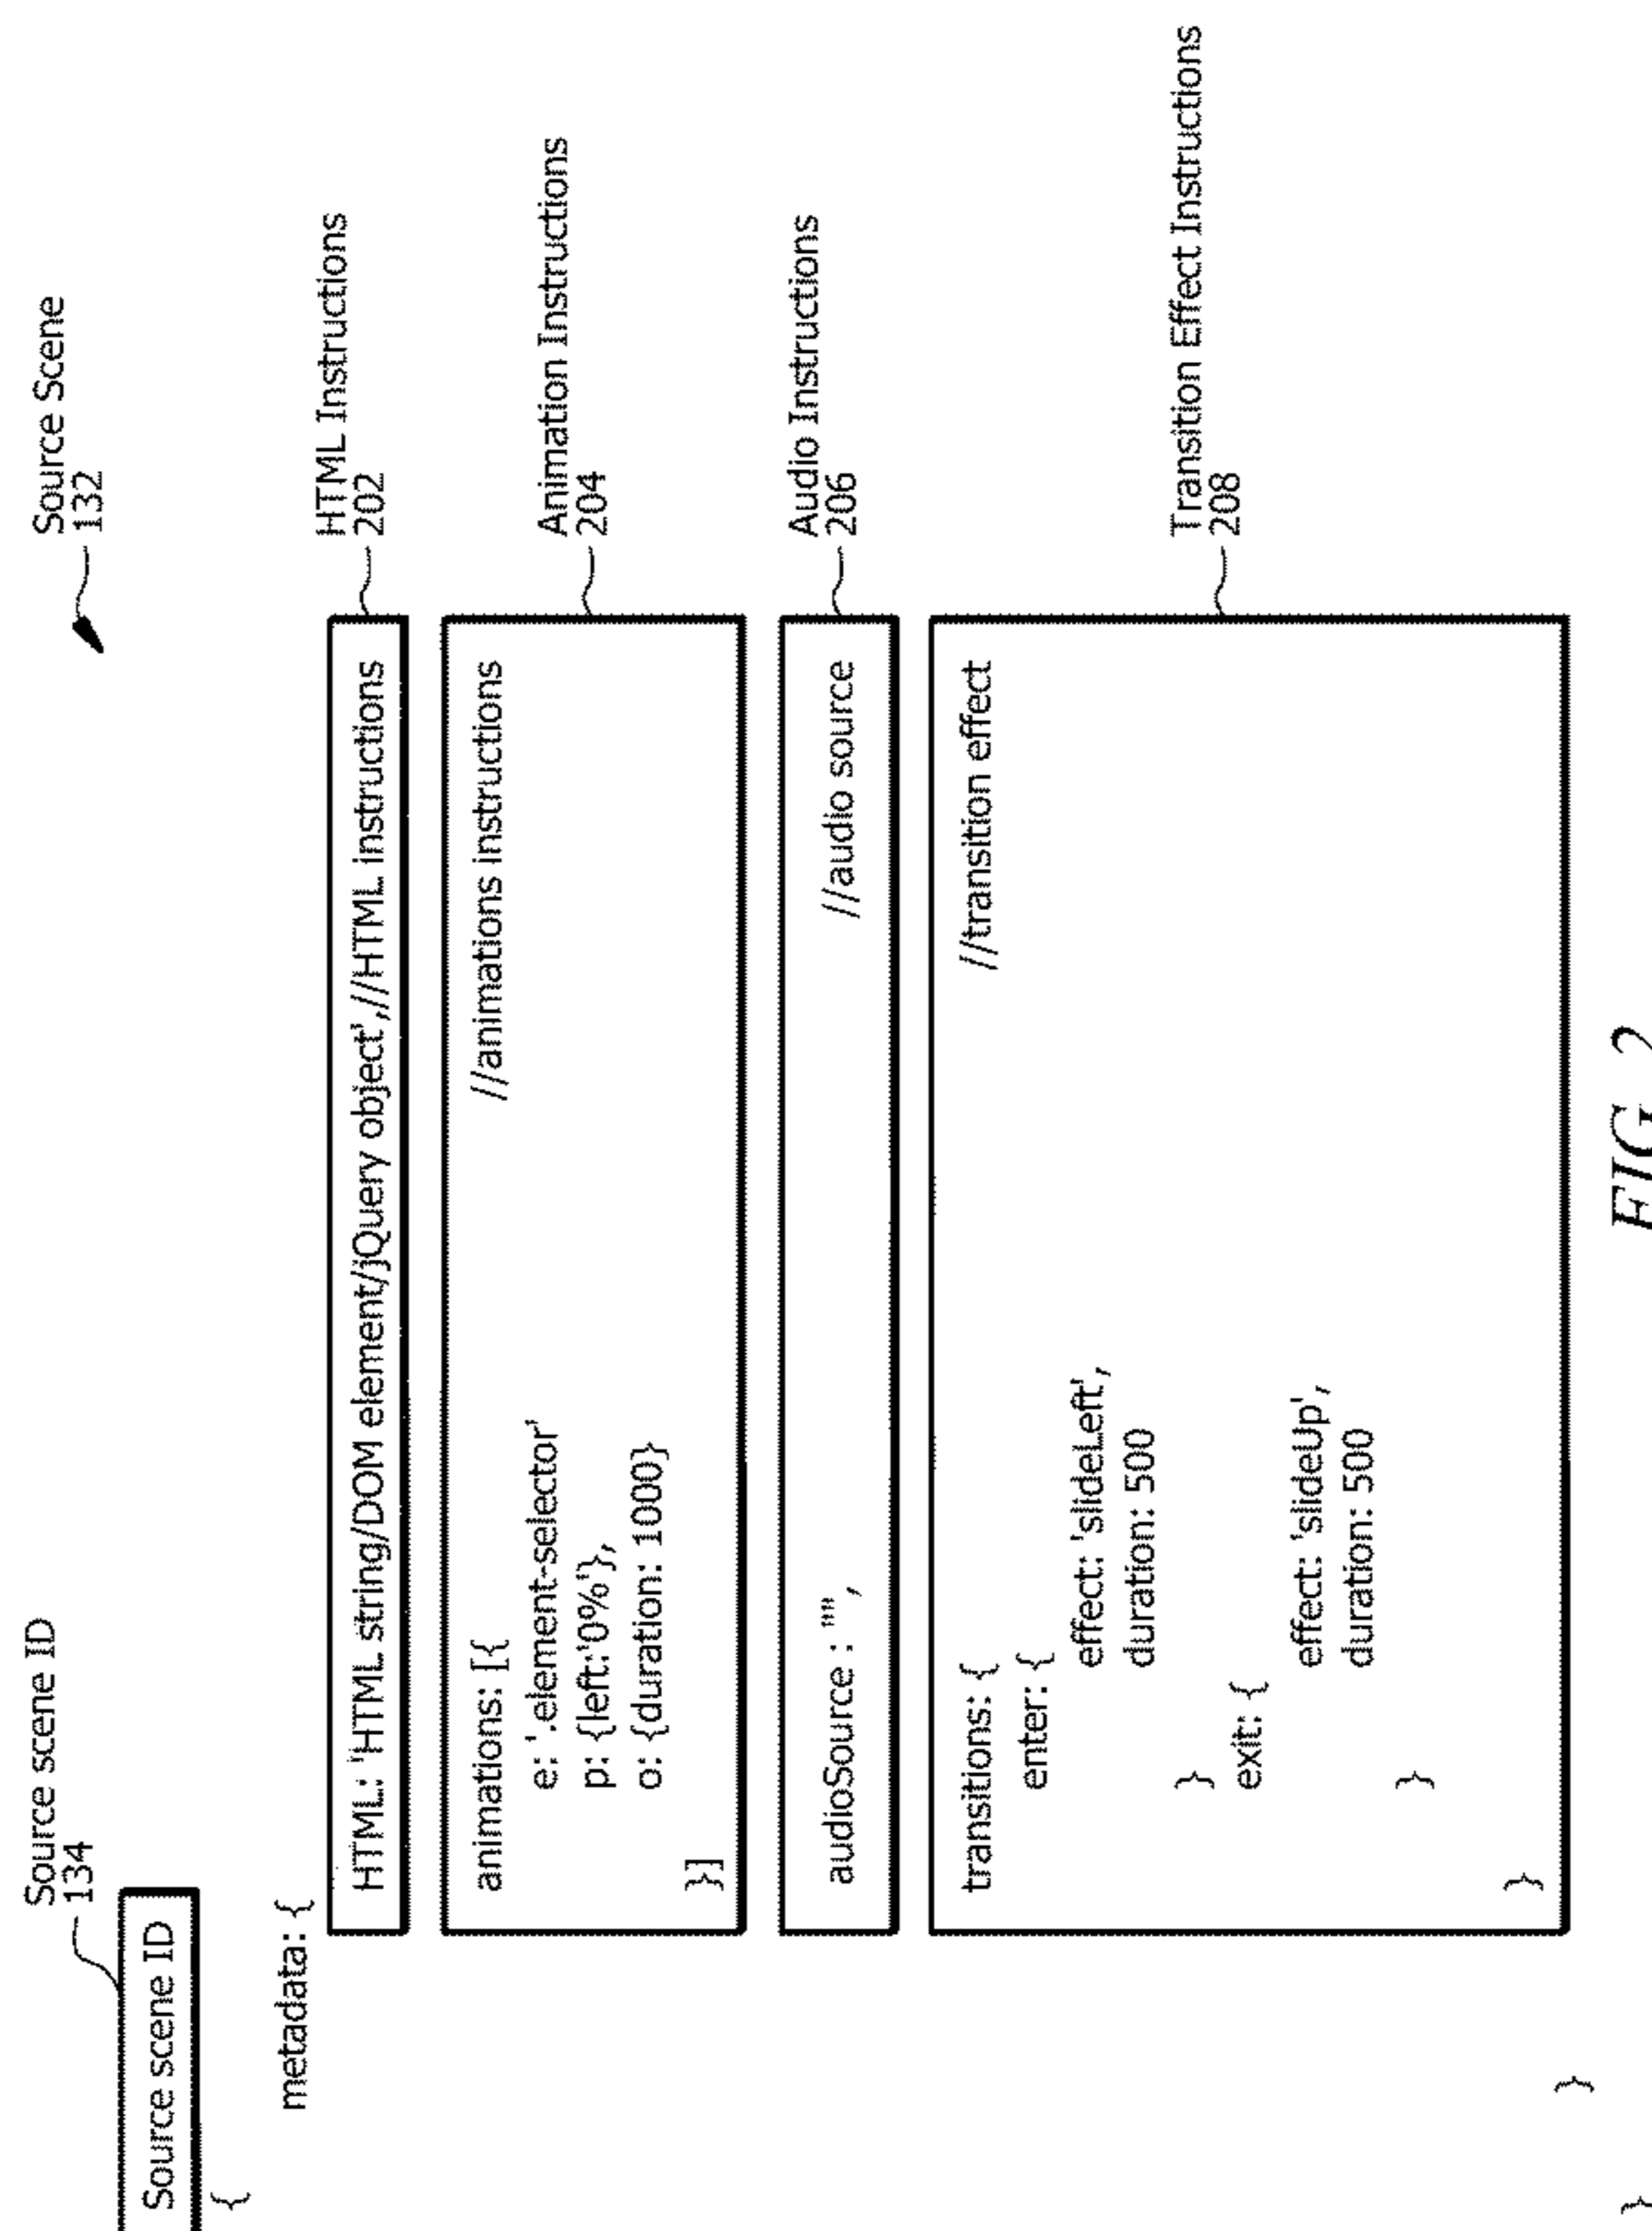 Source scene ID
134
Source Scene
132
Source scene ID
{
metadata: {
HTML: 'HTML string/DOM element/jQuery object',//HTML instructions
HTML Instructions
202
animations: [{ //animations instructions
e: '.element-selector'
p: {left:'0%'},
o: {duration: 1000}
}]
Animation Instructions
204
audioSource : "", //audio source
Audio Instructions
206
transitions: { //transition effect
enter: {
effect: 'slideLeft',
duration: 500
}
exit: {
effect: 'slideUp',
duration: 500
}
}
Transition Effect Instructions
208
}
}
FIG. 2